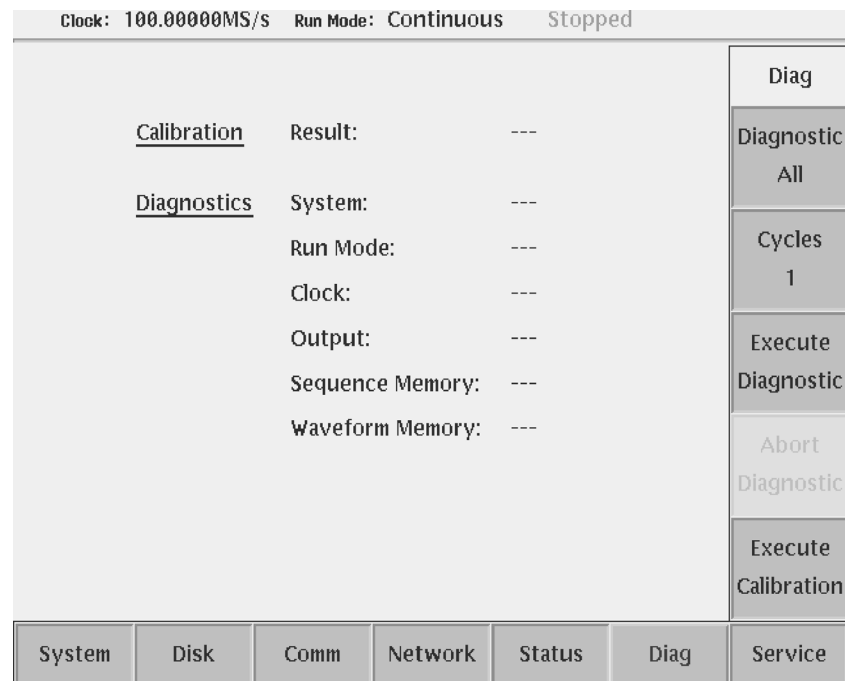 Clock: 100.00000MS/s Run Mode: Continuous Stopped
Calibration Result: ---
Diagnostics System: ---
Run Mode: ---
Clock: ---
Output: ---
Sequence Memory: ---
Waveform Memory: ---
Diag
Diagnostic
All
Cycles
1
Execute
Diagnostic
Abort
Diagnostic
Execute
Calibration
System Disk Comm Network Status Diag Service